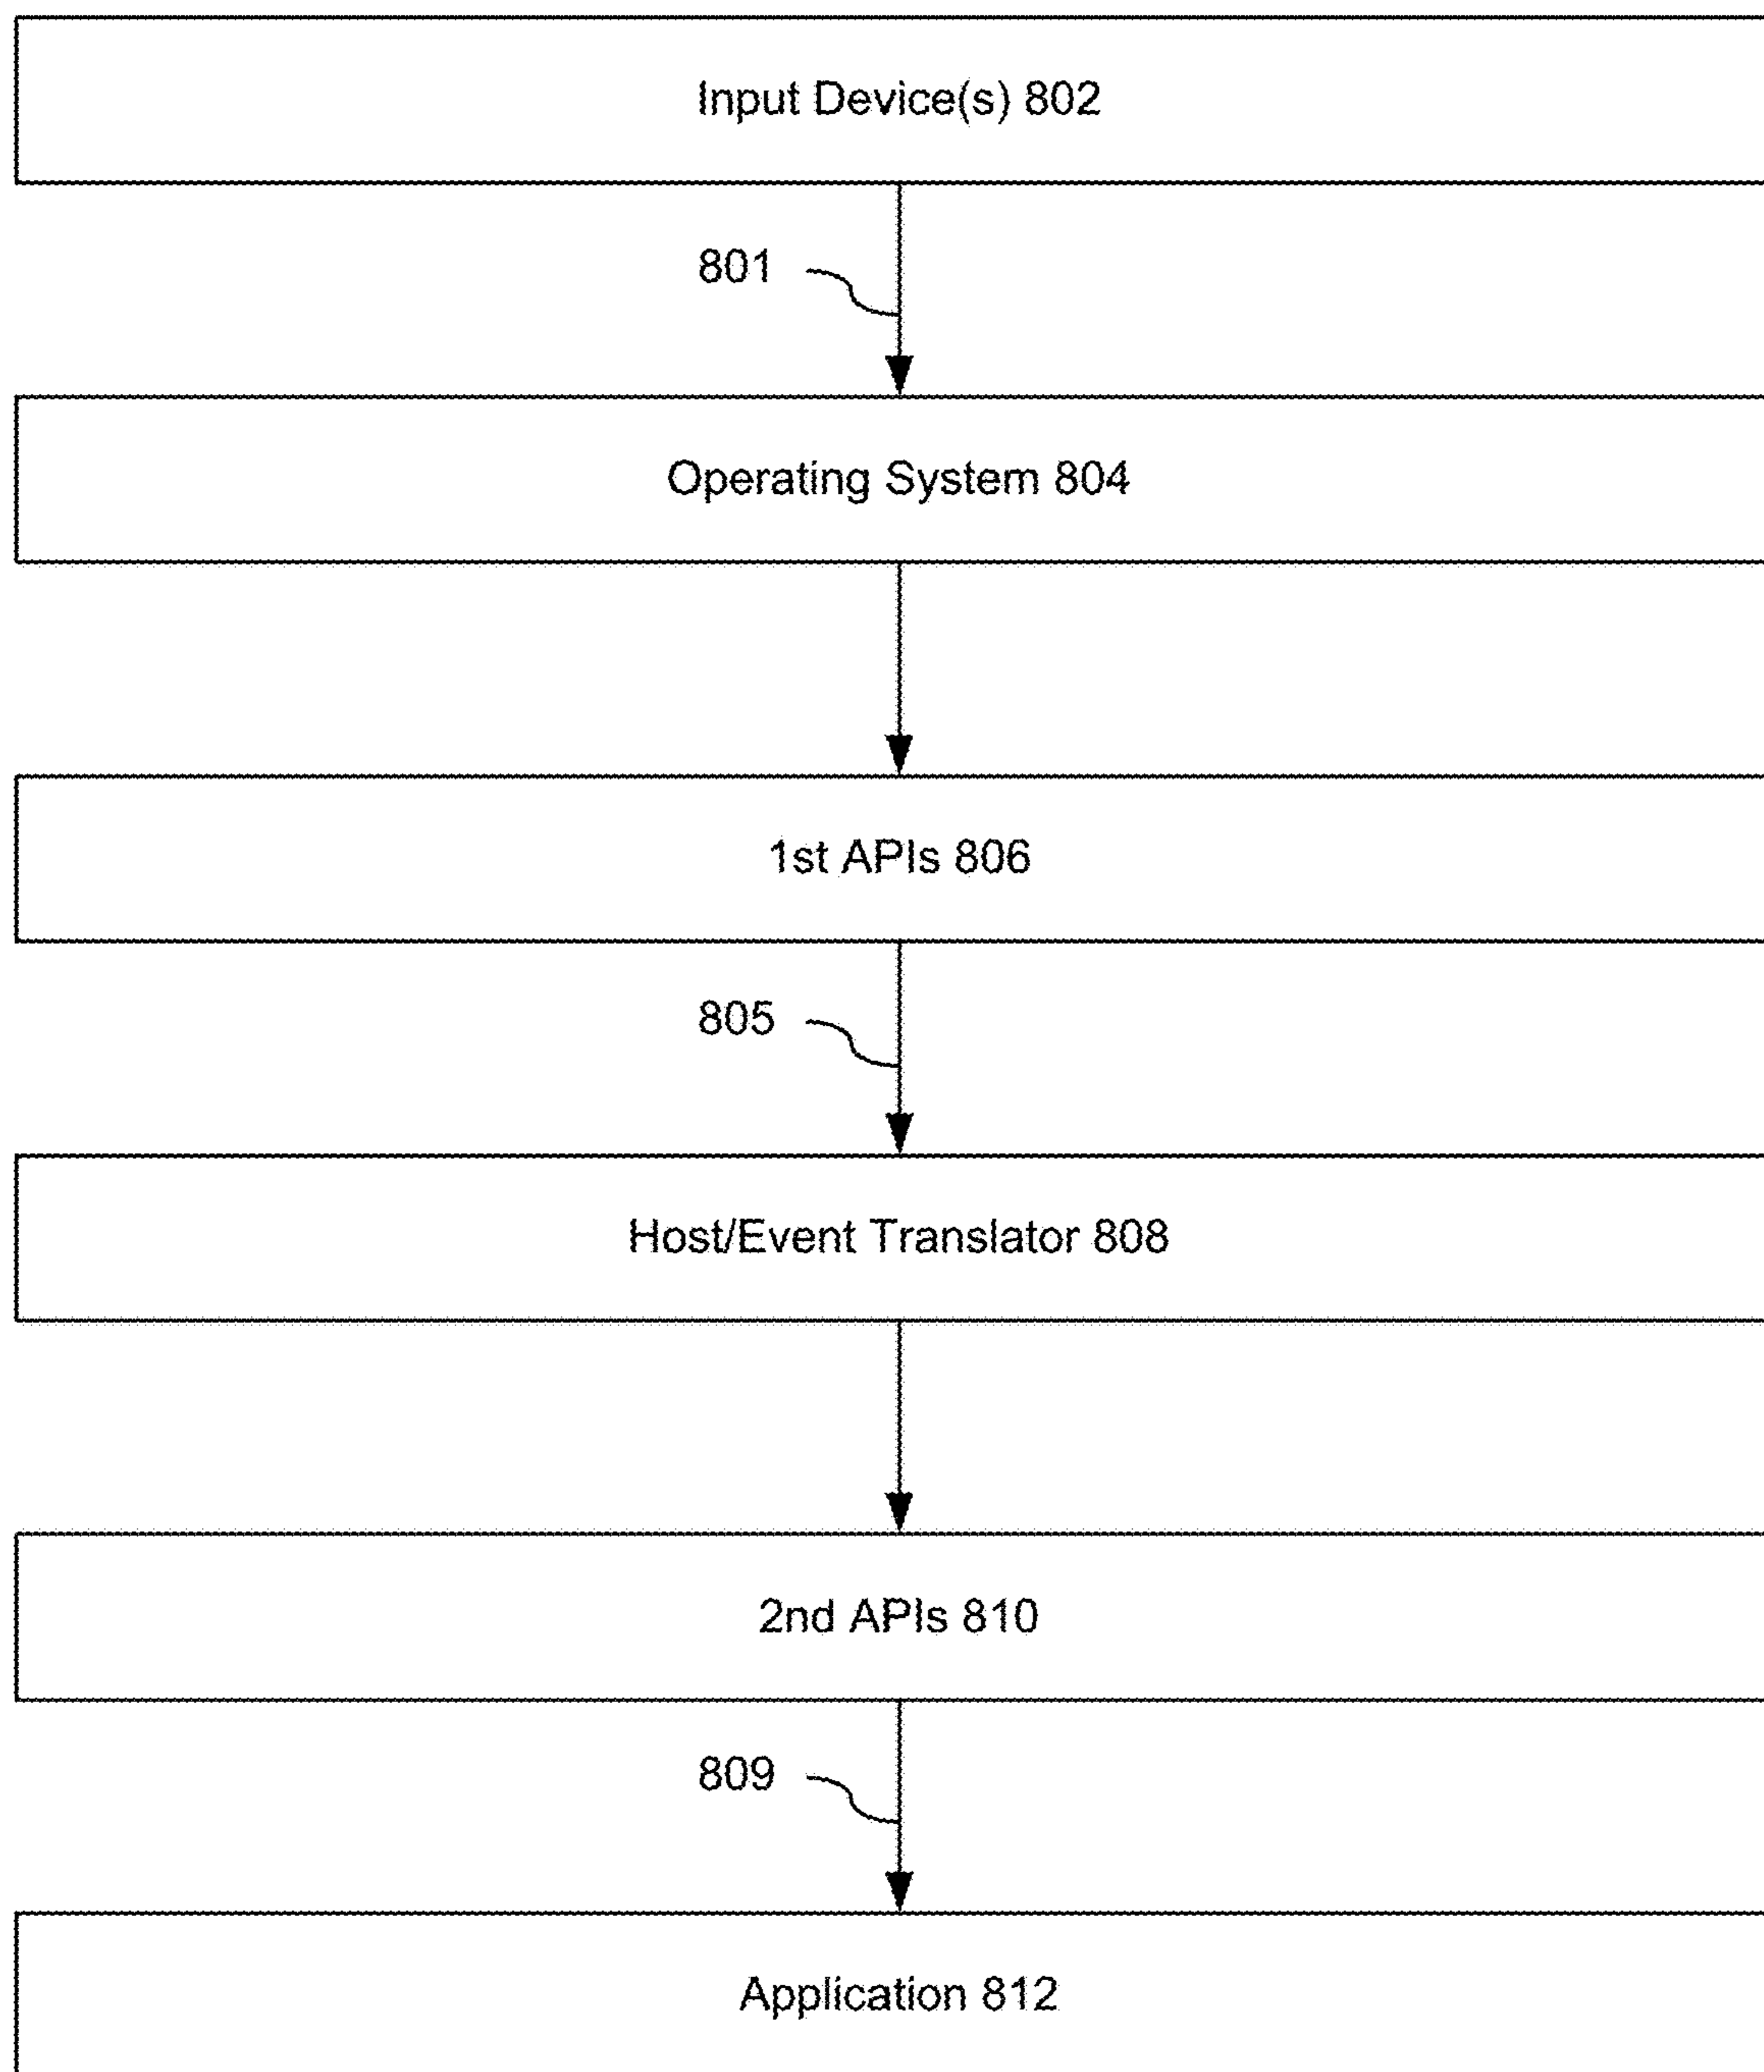 Input Device(s) 802
801
Operating System 804
1st APIs 806
805
Host/Event Translator 808
2nd APIs 810
809
Application 812